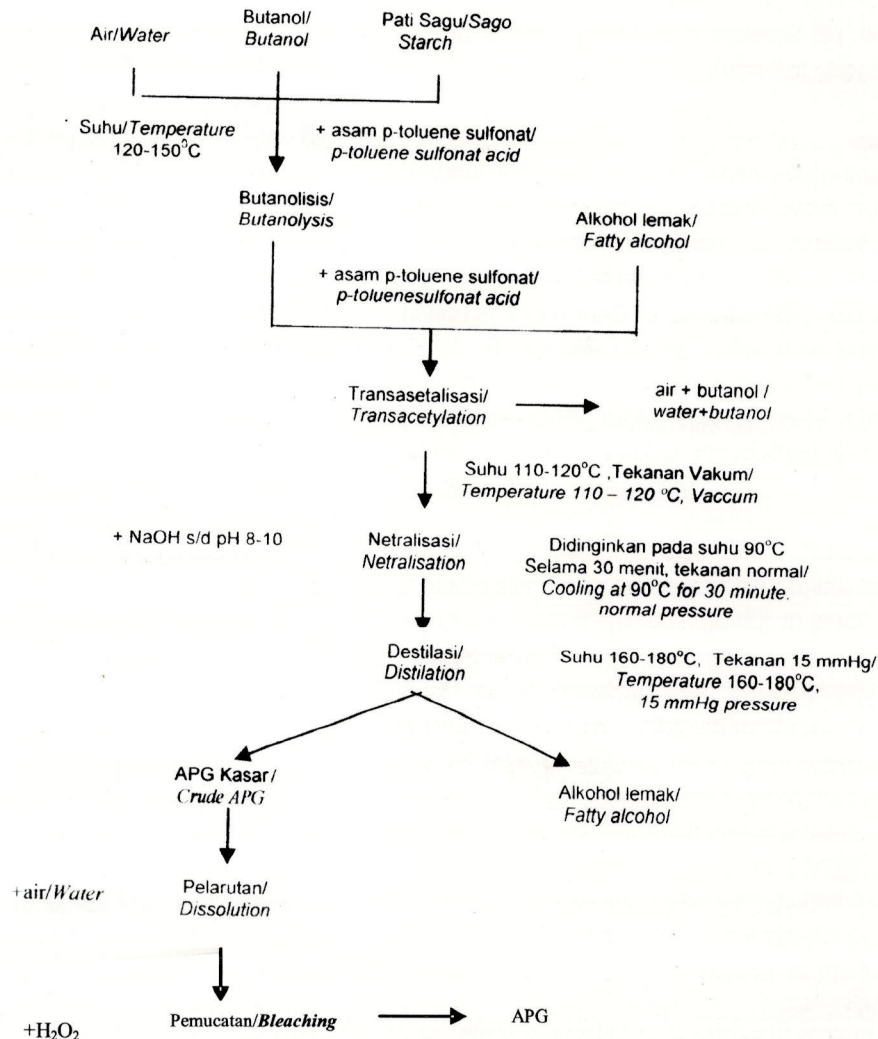 Air/Water
Butanol/
Butanol
Pati Sagu/Sago
Starch
Suhu/Temperature
120-150⁰C
+ asam p-toluene sulfonat/
p-toluene sulfonat acid
Butanolisis/
Butanolysis
Alkohol lemak/
Fatty alcohol
+ asam p-toluene sulfonat/
p-toluenesulfonat acid
Transasetalisasi/
Transacetylation
air + butanol /
water+butanol
Suhu 110-120°C ,Tekanan Vakum/
Temperature 110 – 120 °C, Vaccum
+ NaOH s/d pH 8-10
Netralisasi/
Netralisation
Didinginkan pada suhu 90°C
Selama 30 menit, tekanan normal/
Cooling at 90°C for 30 minute.
normal pressure
Destilasi/
Distilation
Suhu 160-180°C, Tekanan 15 mmHg/
Temperature 160-180°C,
15 mmHg pressure
APG Kasar/
Crude APG
Alkohol lemak/
Fatty alcohol
+air/Water
Pelarutan/
Dissolution
+H₂O₂
Pemucatan/Bleaching
APG